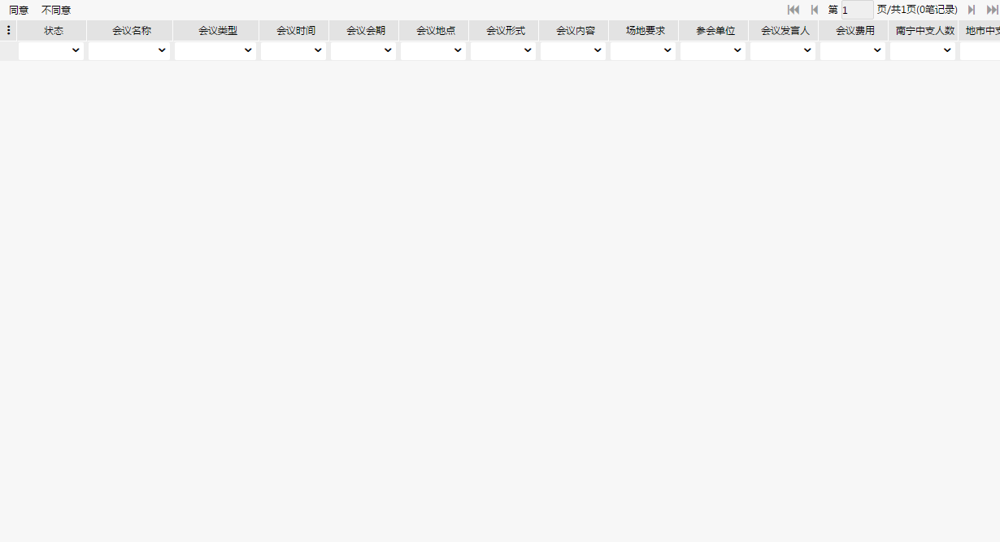 同意 不同意 第 1 页/共1页(0笔记录)
状态 会议名称 会议类型 会议时间 会议会期 会议地点 会议形式 会议内容 场地要求 参会单位 会议发言人 会议费用 南宁中支人数 地市中支